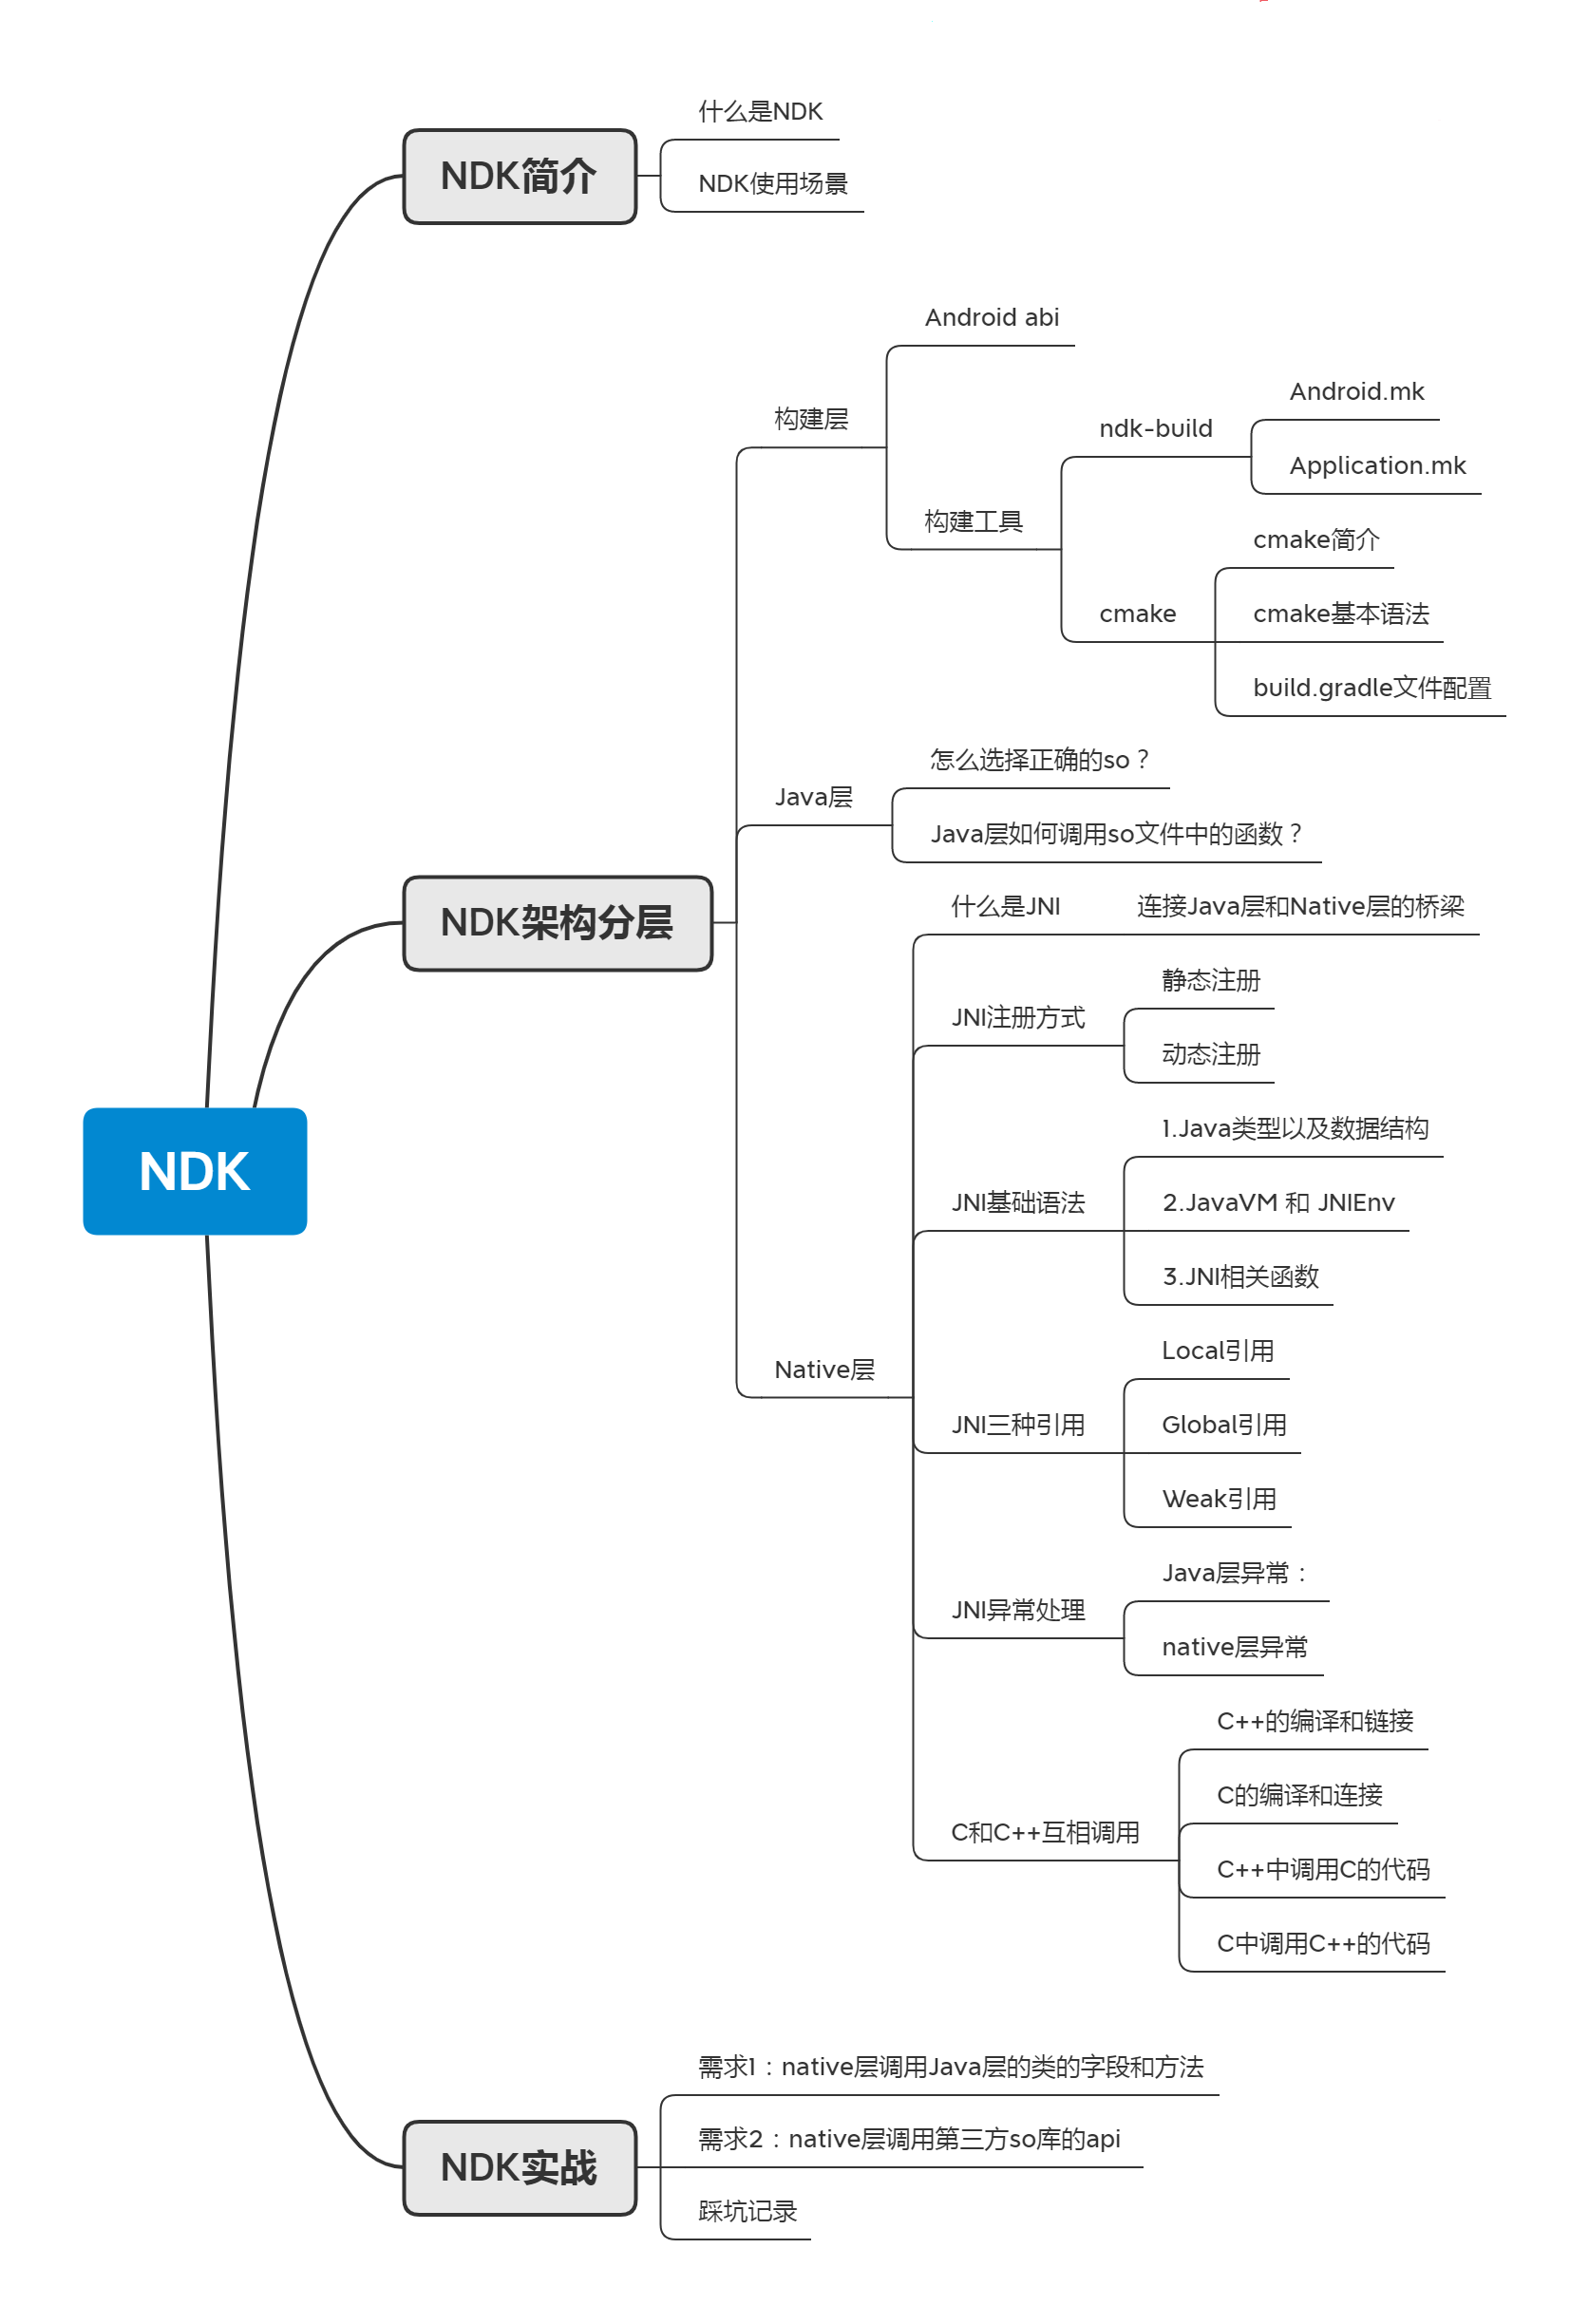 什么是NDK
NDK简介
NDK使用场景
Android abi
Android.mk
构建层
ndk-build
Application.mk
构建工具
cmake简介
cmake
cmake基本语法
build.gradle文件配置
怎么选择正确的so？
Java层
Java层如何调用so文件中的函数？
NDK架构分层
什么是JNI
连接Java层和Native层的桥梁
静态注册
JNI注册方式
动态注册
1.Java类型以及数据结构
NDK
JNI基础语法
2.JavaVM 和 JNIEnv
3.JNI相关函数
Local引用
Native层
JNI三种引用
Global引用
Weak引用
Java层异常：
JNI异常处理
native层异常
C++的编译和链接
C的编译和连接
C和C++互相调用
C++中调用C的代码
C中调用C++的代码
需求1：native层调用Java层的类的字段和方法
需求2：native层调用第三方so库的api
NDK实战
踩坑记录